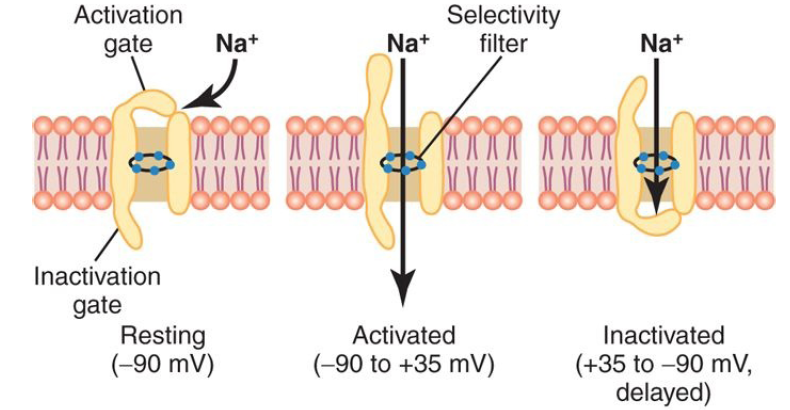 Activation
gate
Na⁺
Na⁺
Selectivity
filter
Na⁺
Inactivation
gate
Resting
(–90 mV)
Activated
(–90 to +35 mV)
Inactivated
(+35 to –90 mV,
delayed)